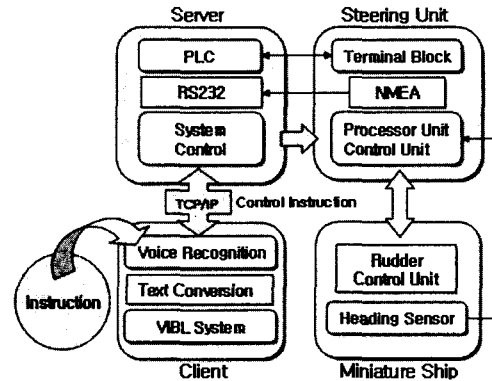 Server
PLC
RS232
System
Control
Steering Unit
Terminal Block
NMEA
Processor Unit
Control Unit
TCP/IP
Control Instruction
Instruction
Voice Recognition
Text Conversion
VIBL System
Client
Rudder
Control Unit
Heading Sensor
Miniature Ship